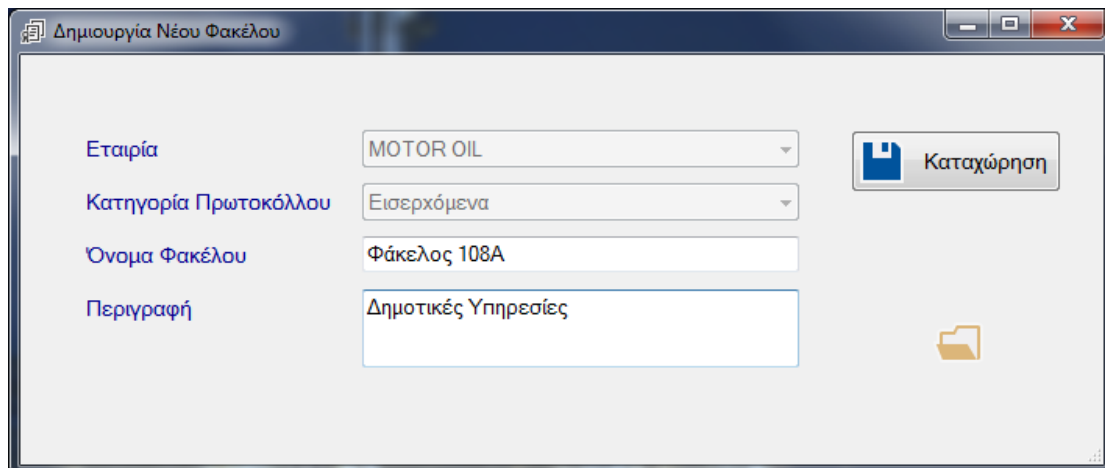 Δημιουργία Νέου Φακέλου
Εταιρία
MOTOR OIL
Καταχώρηση
Κατηγορία Πρωτοκόλλου
Εισερχόμενα
Όνομα Φακέλου
Φάκελος 108Α
Περιγραφή
Δημοτικές Υπηρεσίες